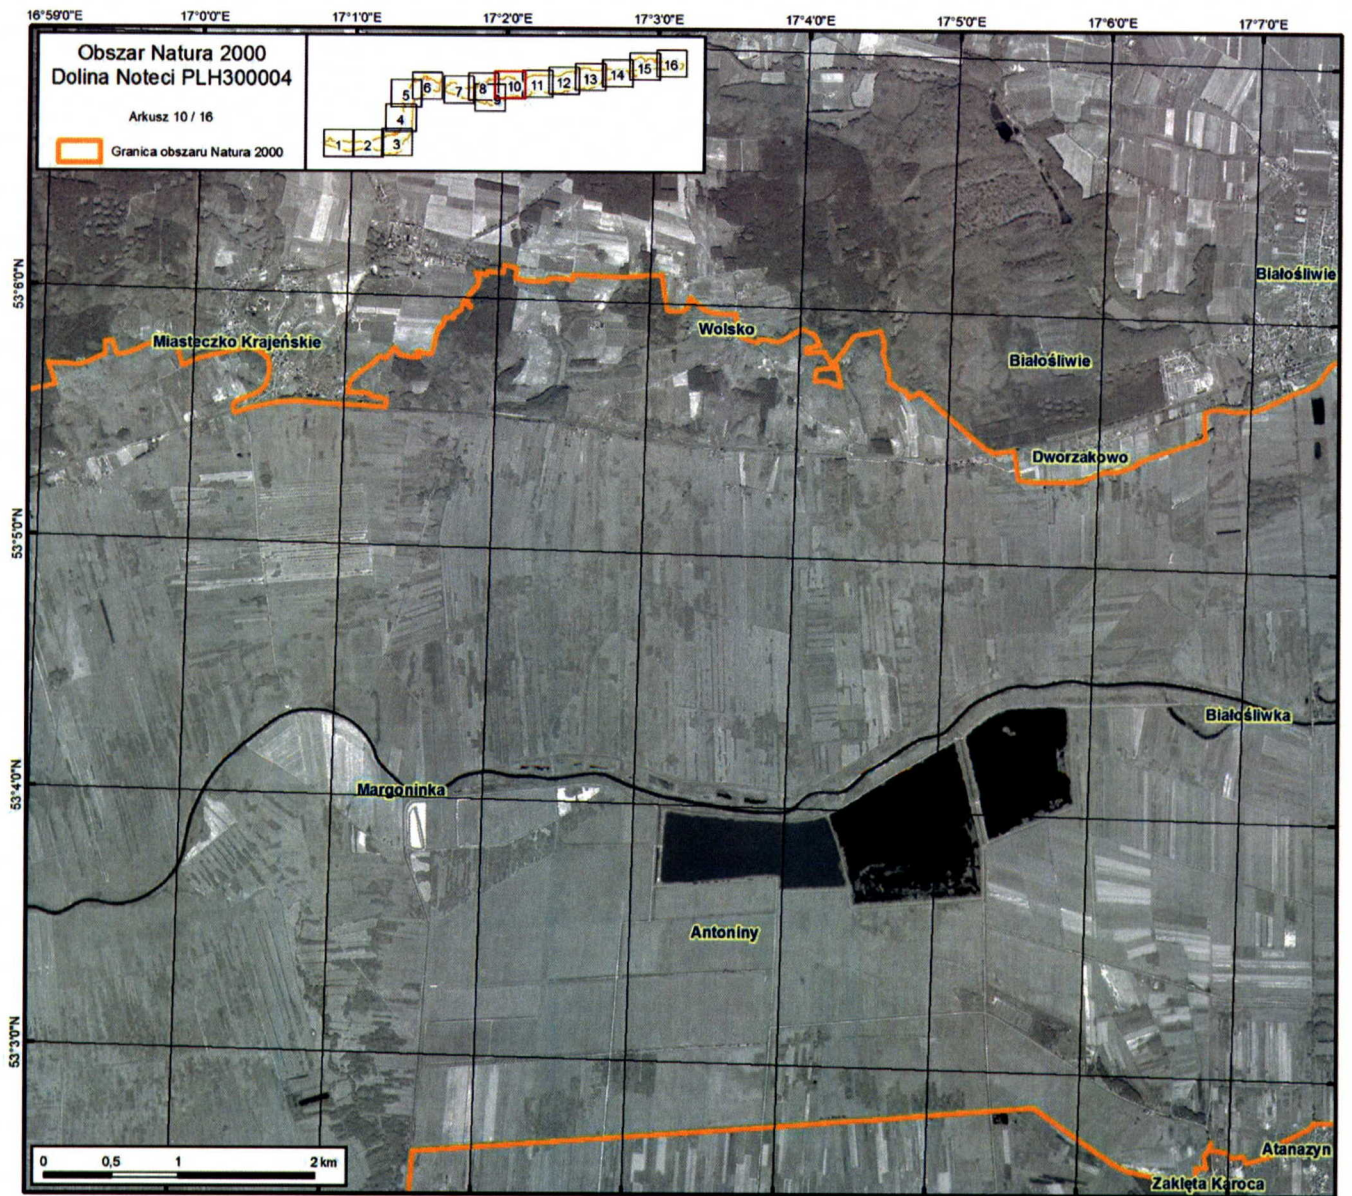 16°59'0"E 17°0'0"E 17°1'0"E 17°2'0"E 17°3'0"E 17°4'0"E 17°5'0"E 17°6'0"E 17°7'0"E
Obszar Natura 2000
Dolina Noteci PLH300004
Arkusz 10 / 16
Granica obszaru Natura 2000
1 2 3 4 5 6 7 8 9 10 11 12 13 14 15 16
53°6'0"N
Białośliwie
Wolsko
Miasteczko Krajeńskie
Białośliwie
Dworzakowo
53°5'0"N
Białośliwka
53°4'0"N
Margoninka
Antoniny
53°3'0"N
Atanazyn
Zaklęta Karoca
0 0,5 1 2 km